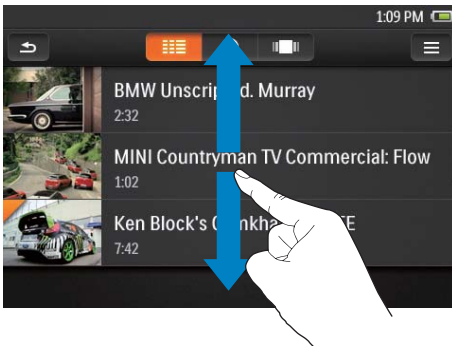 1:09 PM
BMW Unscrip d. Murray
2:32
MINI Countryman TV Commercial: Flow
1:02
Ken Block's G mkha E
7:42